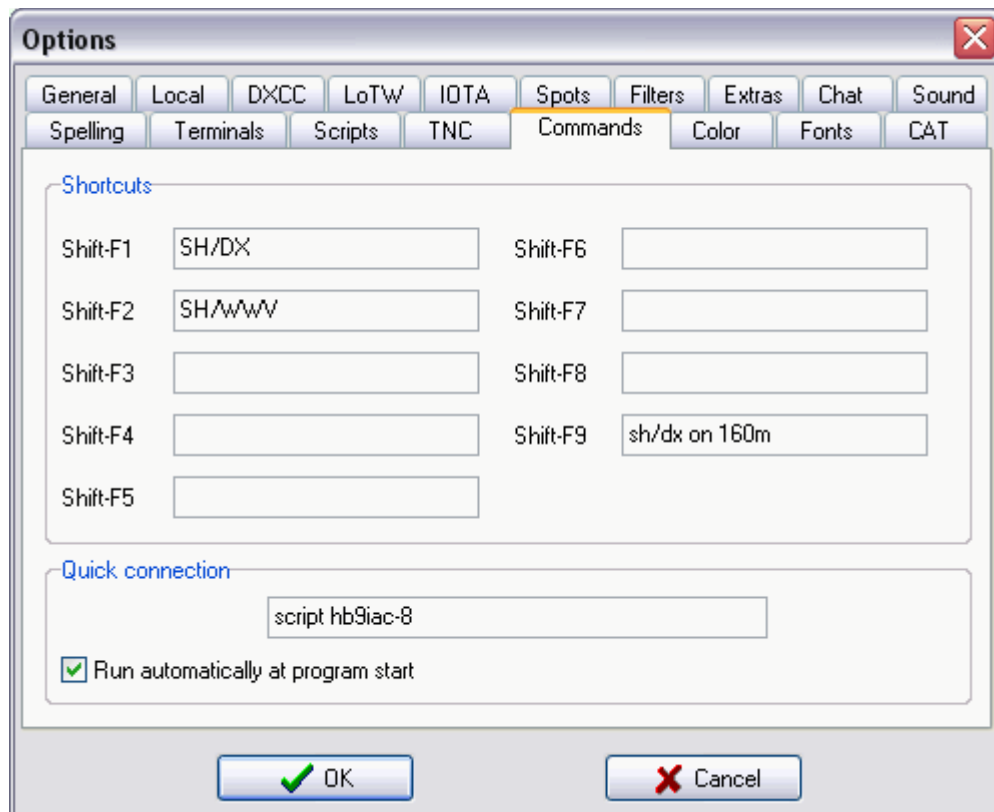 Options
General Local DXCC LoTW IOTA Spots Filters Extras Chat Sound
Spelling Terminals Scripts TNC Commands Color Fonts CAT
Shortcuts
Shift-F1 SH/DX Shift-F6
Shift-F2 SH/WWV Shift-F7
Shift-F3 Shift-F8
Shift-F4 Shift-F9 sh/dx on 160m
Shift-F5
Quick connection
script hb9iac-8
Run automatically at program start
OK Cancel